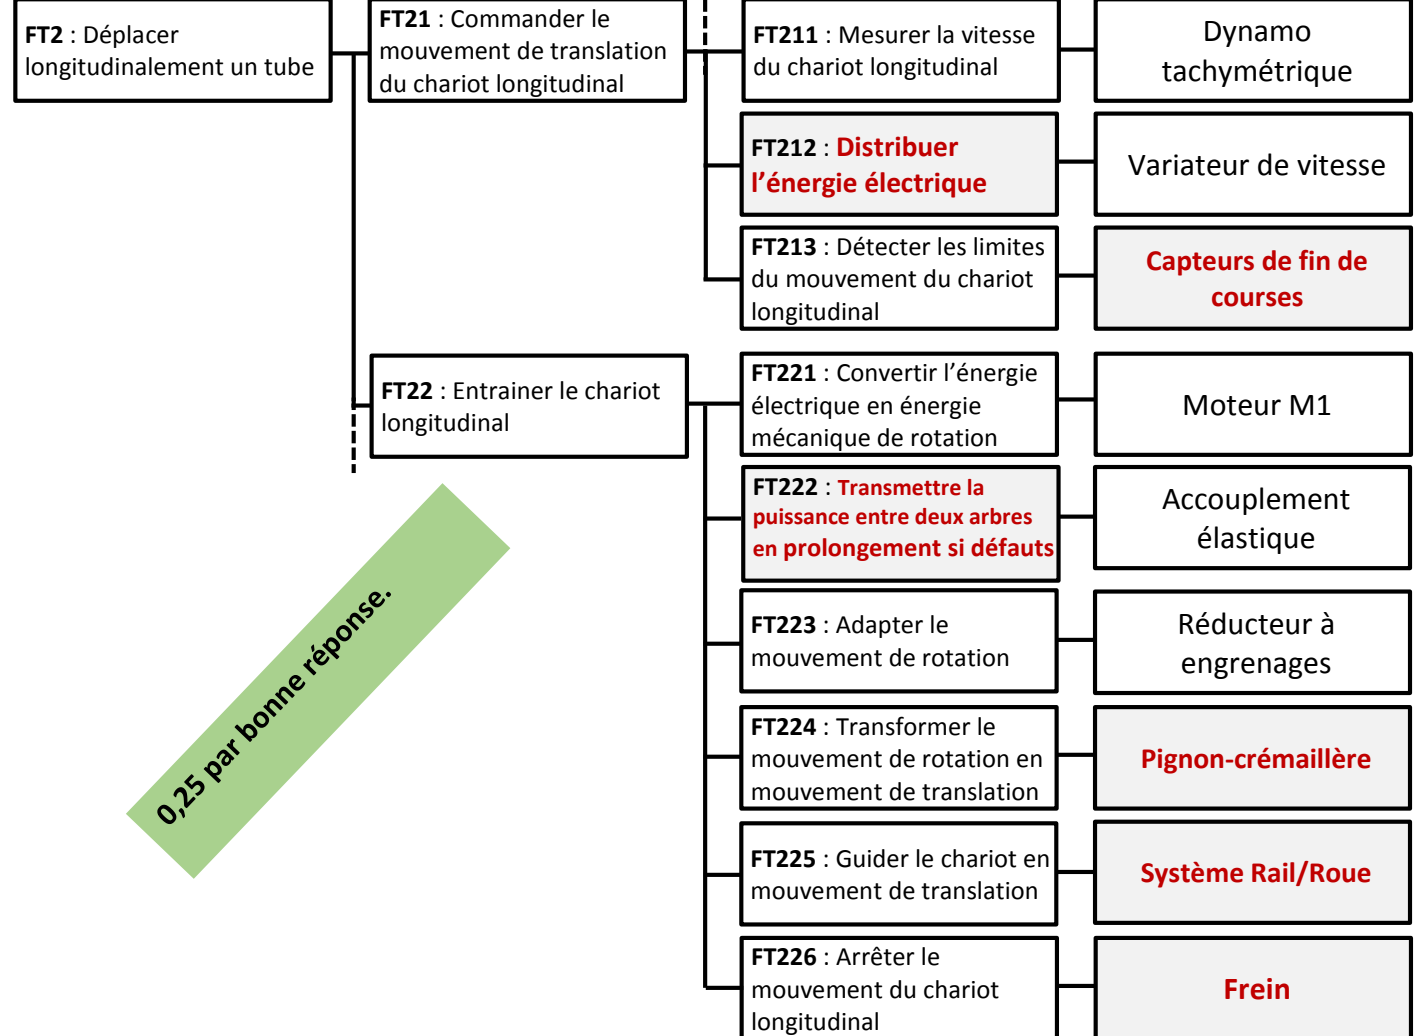 FT2 : Déplacer
longitudinalement un tube
FT21 : Commander le
mouvement de translation
du chariot longitudinal
FT211 : Mesurer la vitesse
du chariot longitudinal
Dynamo
tachymétrique
FT212 : Distribuer
l’énergie électrique
Variateur de vitesse
FT213 : Détecter les limites
du mouvement du chariot
longitudinal
Capteurs de fin de
courses
FT22 : Entrainer le chariot
longitudinal
FT221 : Convertir l’énergie
électrique en énergie
mécanique de rotation
Moteur M1
FT222 : Transmettre la
puissance entre deux arbres
en prolongement si défauts
Accouplement
élastique
FT223 : Adapter le
mouvement de rotation
Réducteur à
engrenages
FT224 : Transformer le
mouvement de rotation en
mouvement de translation
Pignon-crémaillère
FT225 : Guider le chariot en
mouvement de translation
Système Rail/Roue
FT226 : Arrêter le
mouvement du chariot
longitudinal
Frein
0,25 par bonne réponse.